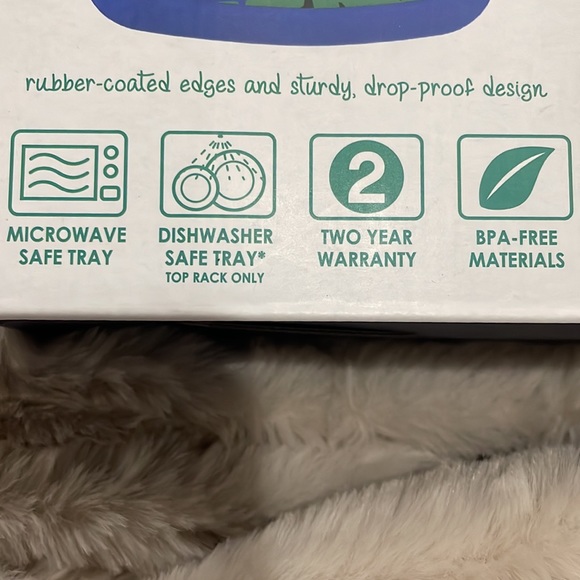 rubber-coated edges and sturdy, drop-proof design
2
MICROWAVE
SAFE TRAY
DISHWASHER
SAFE TRAY*
TOP RACK ONLY
TWO YEAR
WARRANTY
BPA-FREE
MATERIALS